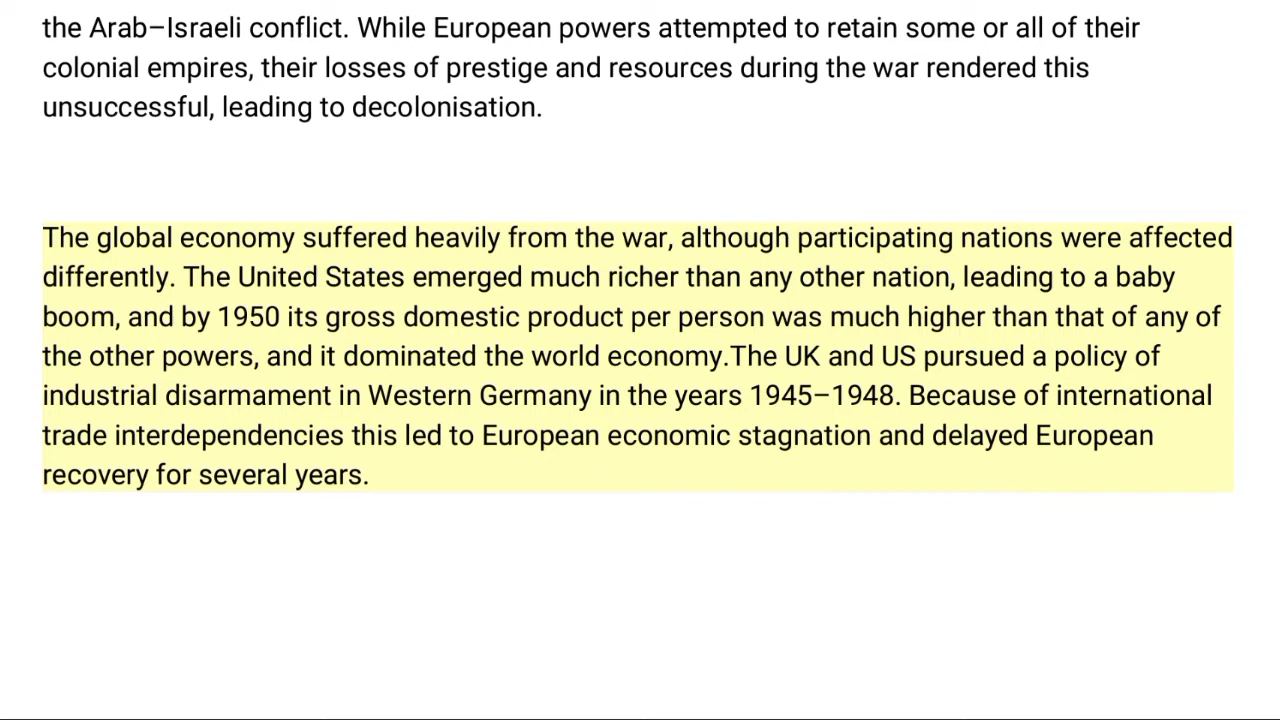 the Arab–Israeli conflict. While European powers attempted to retain some or all of their
colonial empires, their losses of prestige and resources during the war rendered this
unsuccessful, leading to decolonisation.
The global economy suffered heavily from the war, although participating nations were affected
differently. The United States emerged much richer than any other nation, leading to a baby
boom, and by 1950 its gross domestic product per person was much higher than that of any of
the other powers, and it dominated the world economy.The UK and US pursued a policy of
industrial disarmament in Western Germany in the years 1945–1948. Because of international
trade interdependencies this led to European economic stagnation and delayed European
recovery for several years.